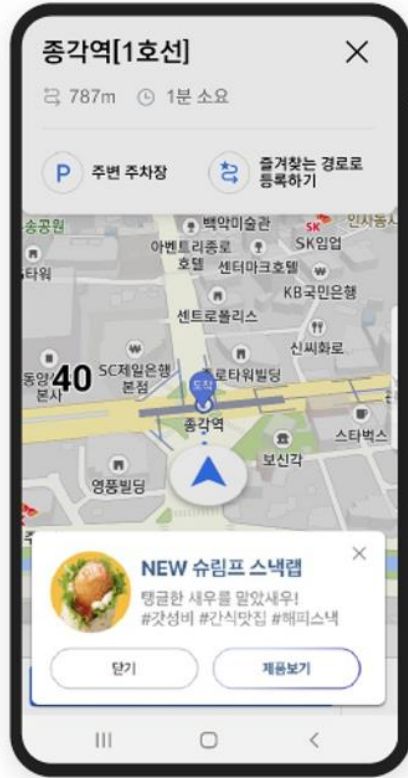 종각역[1호선]
787m 1분 소요
P 주변 주차장
즐겨찾는 경로로
등록하기
송공원
백악미술관
인사동
아벤트리종로
호텔
SK
SK임업
타워
센터마크호텔
KB국민은행
센트로폴리스
신씨화로
동양
본사
40
SC제일은행
본점
종로타워빌딩
도착
종각역
스타벅스
보신각
영풍빌딩
NEW 슈림프 스낵랩
탱글한 새우를 말았새우!
#갓성비 #간식맛집 #해피스낵
닫기
제품보기